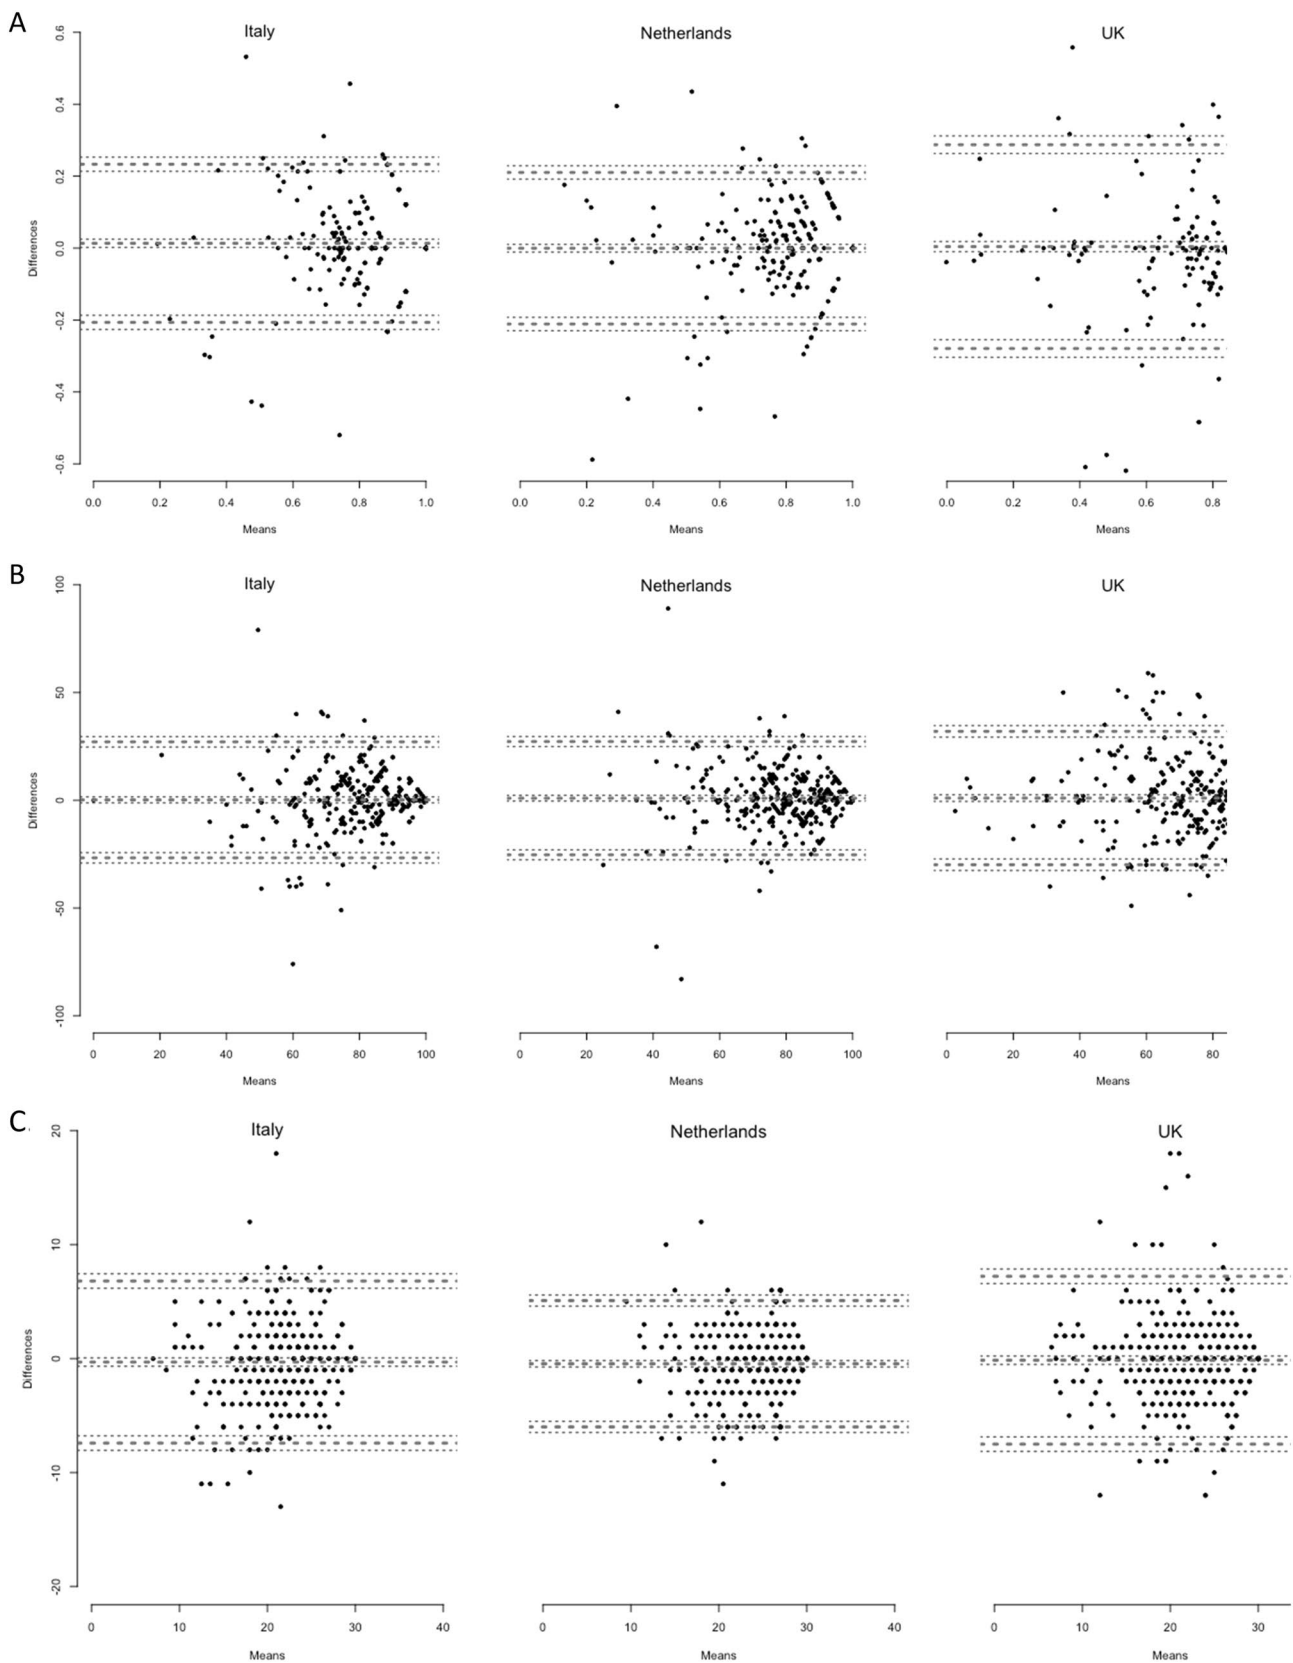 A
Italy Netherlands UK
0.6
0.4
0.2
0.0
-0.2
-0.4
-0.6
Differences
0.0 0.2 0.4 0.6 0.8 1.0 0.0 0.2 0.4 0.6 0.8 1.0 0.0 0.2 0.4 0.6 0.8
Means Means Means
B
Italy Netherlands UK
100
50
0
-50
-100
Differences
0 20 40 60 80 100 0 20 40 60 80 100 0 20 40 60 80
Means Means Means
C.
Italy Netherlands UK
20
10
0
-10
-20
Differences
0 10 20 30 40 0 10 20 30 40 0 10 20 30
Means Means Means